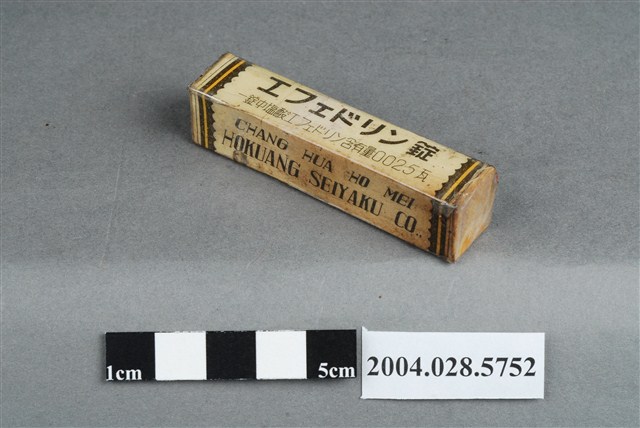 エフェドリン錠
一錠中塩酸エフェドリン含有量0025瓦
CHANG HUA HO MEI
HOKUANG SEIYAKU CO.,
1cm 5cm
2004.028.5752